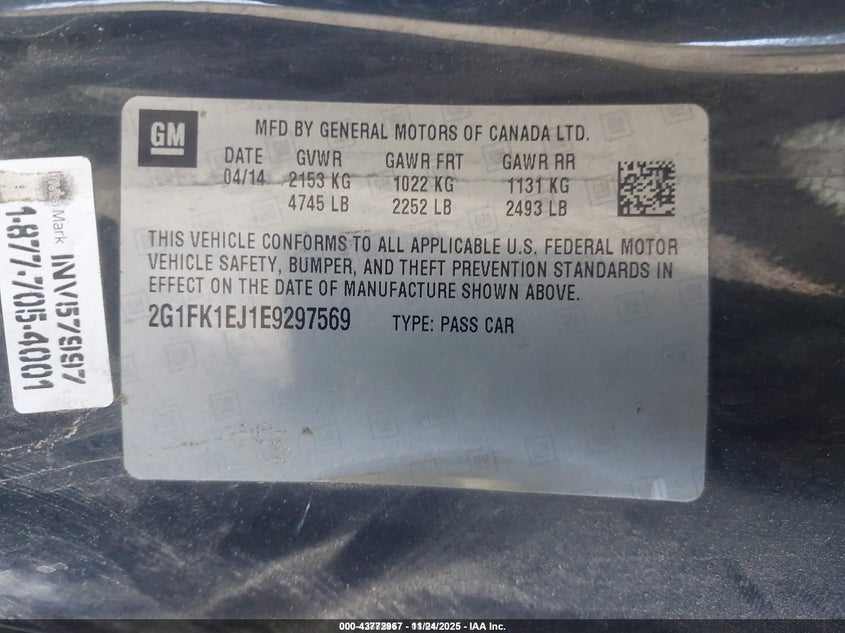 GM
MFD BY GENERAL MOTORS OF CANADA LTD.
DATE GVWR GAWR FRT GAWR RR
04/14 2153 KG 1022 KG 1131 KG
4745 LB 2252 LB 2493 LB
THIS VEHICLE CONFORMS TO ALL APPLICABLE U.S. FEDERAL MOTOR
VEHICLE SAFETY, BUMPER, AND THEFT PREVENTION STANDARDS IN
EFFECT ON THE DATE OF MANUFACTURE SHOWN ABOVE.
2G1FK1EJ1E9297569 TYPE: PASS CAR
INV57997
1-877-705-4001
000-43772967 - 11/24/2025 - IAA Inc.